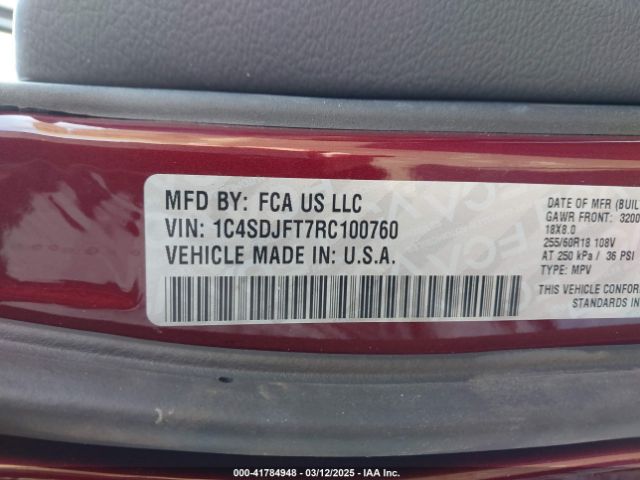 MFD BY: FCA US LLC
VIN: 1C4SDJFT7RC100760
VEHICLE MADE IN: U.S.A.
DATE OF MFR (BUIL
GAWR FRONT: 3200
18X8.0
255/60R18 108V
AT 250 kPa / 36 PSI
TYPE: MPV
THIS VEHICLE CONFOR
STANDARDS IN
000-41784948 - 03/12/2025 - IAA Inc.